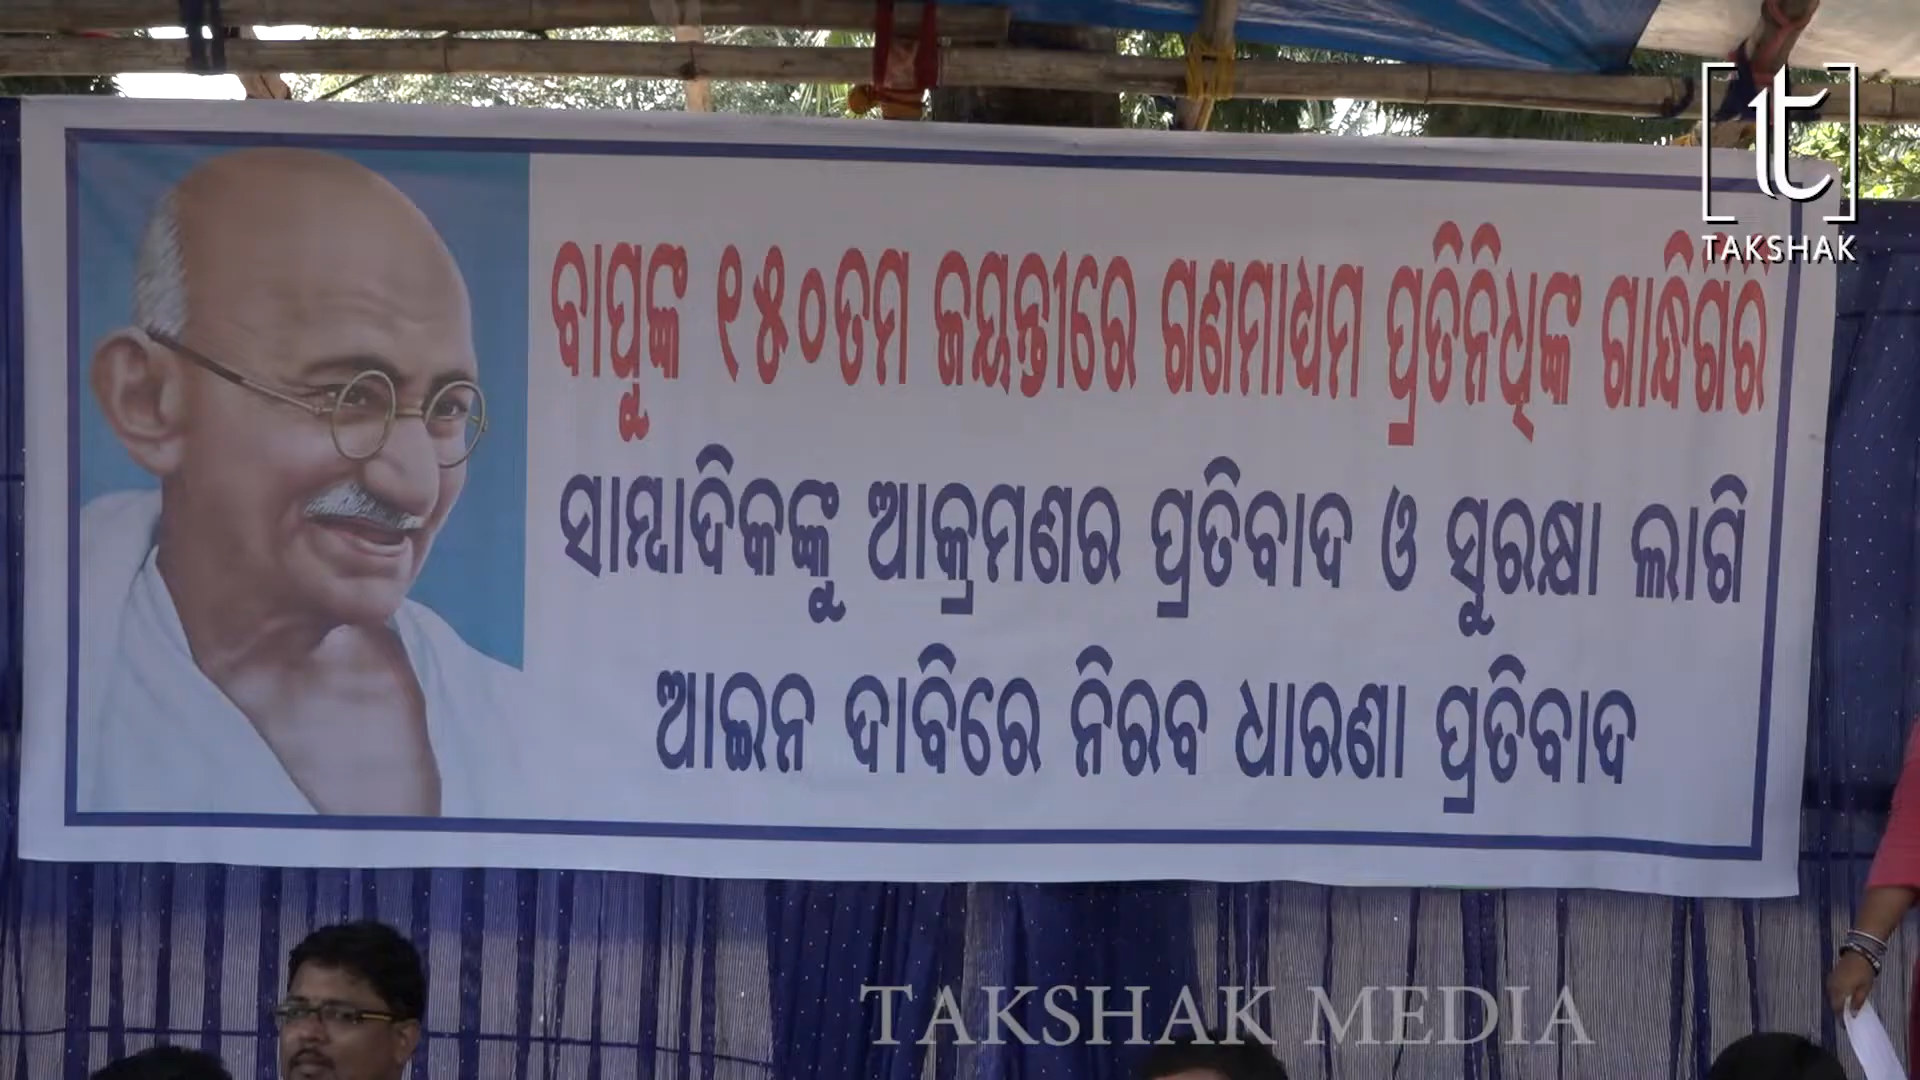 ବାପୁଙ୍କ ୧୫୦ତମ ଜୟନ୍ତୀରେ ଗଣମାଧ୍ୟମ ପ୍ରତିନିଧିଙ୍କ ଗାନ୍ଧିଗିରି
ସାମ୍ବାଦିକଙ୍କୁ ଆକ୍ରମଣର ପ୍ରତିବାଦ ଓ ସୁରକ୍ଷା ଲାଗି
ଆଇନ ଦାବିରେ ନିରବ ଧାରଣା ପ୍ରତିବାଦ
[t]
TAKSHAK
TAKSHAK MEDIA